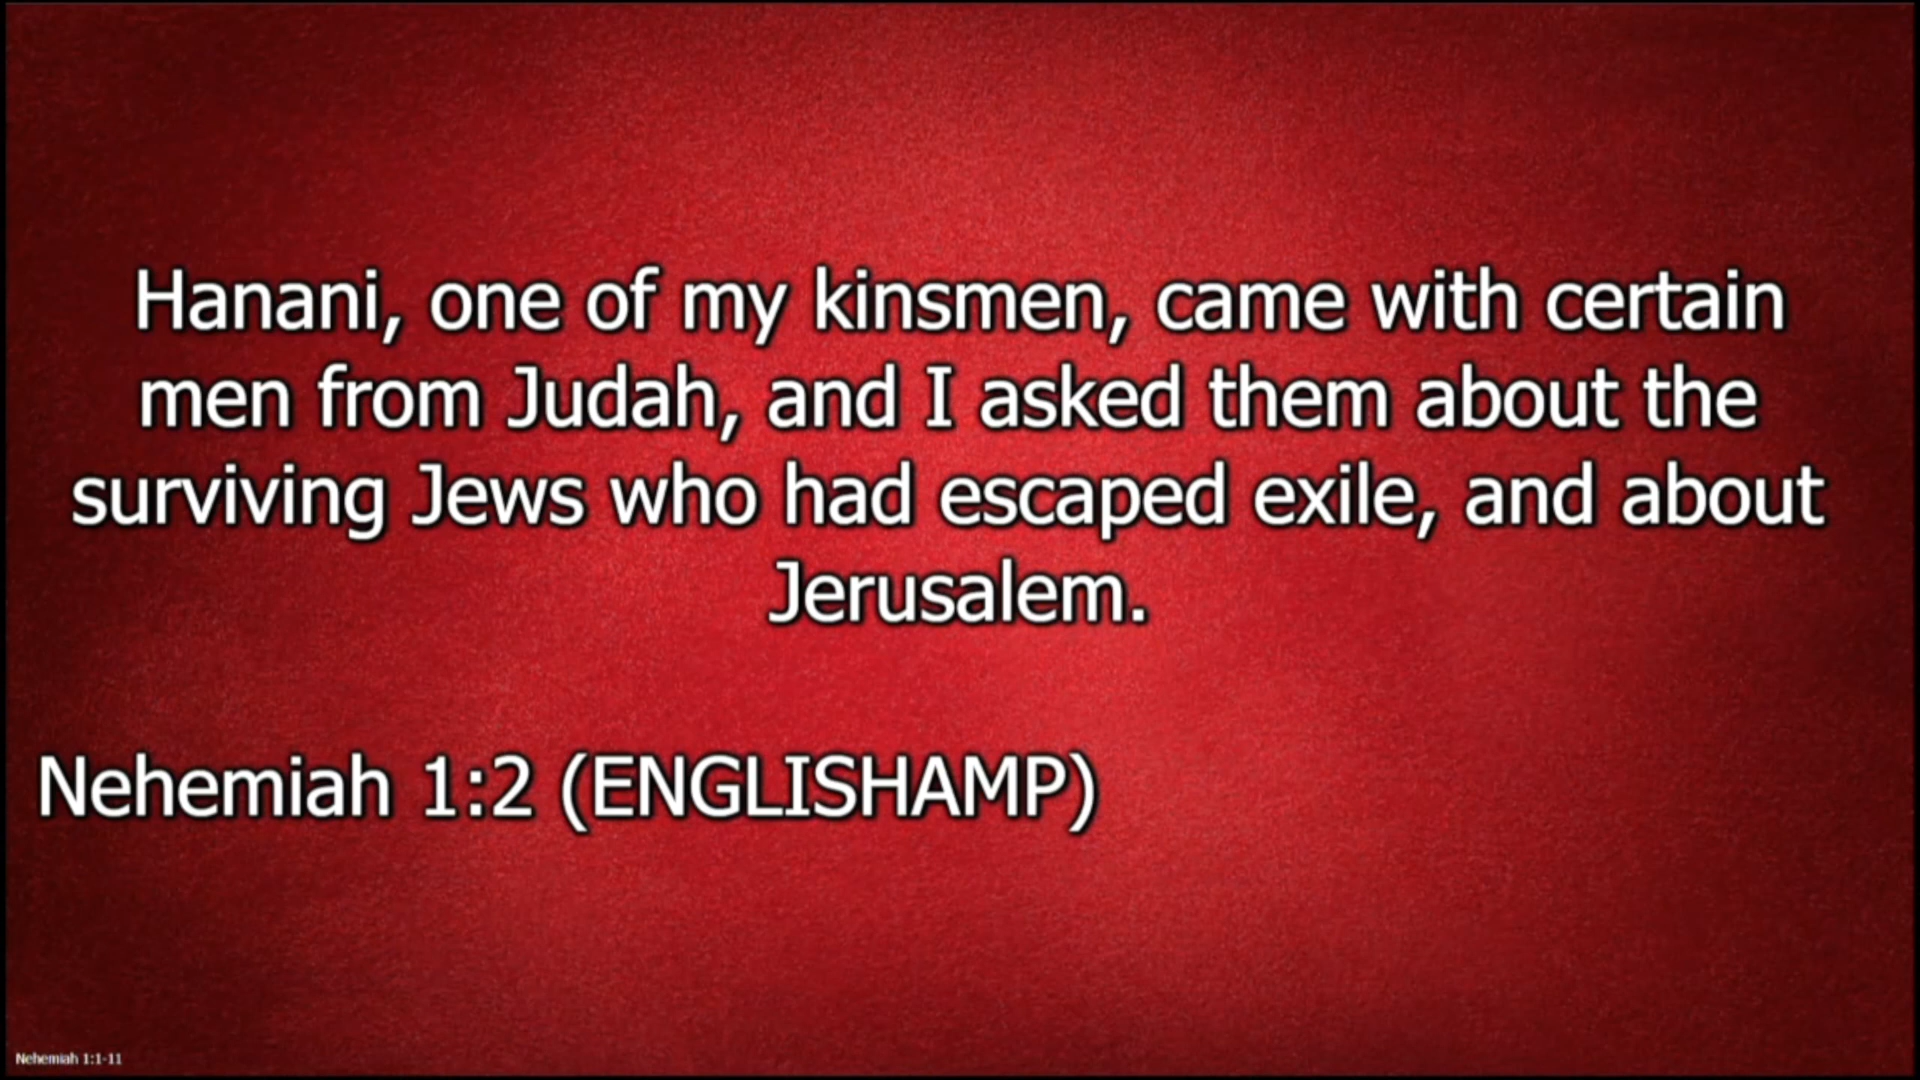 Hanani, one of my kinsmen, came with certain
men from Judah, and I asked them about the
surviving Jews who had escaped exile, and about
Jerusalem.
Nehemiah 1:2 (ENGLISHAMP)
Nehemiah 1:1-11